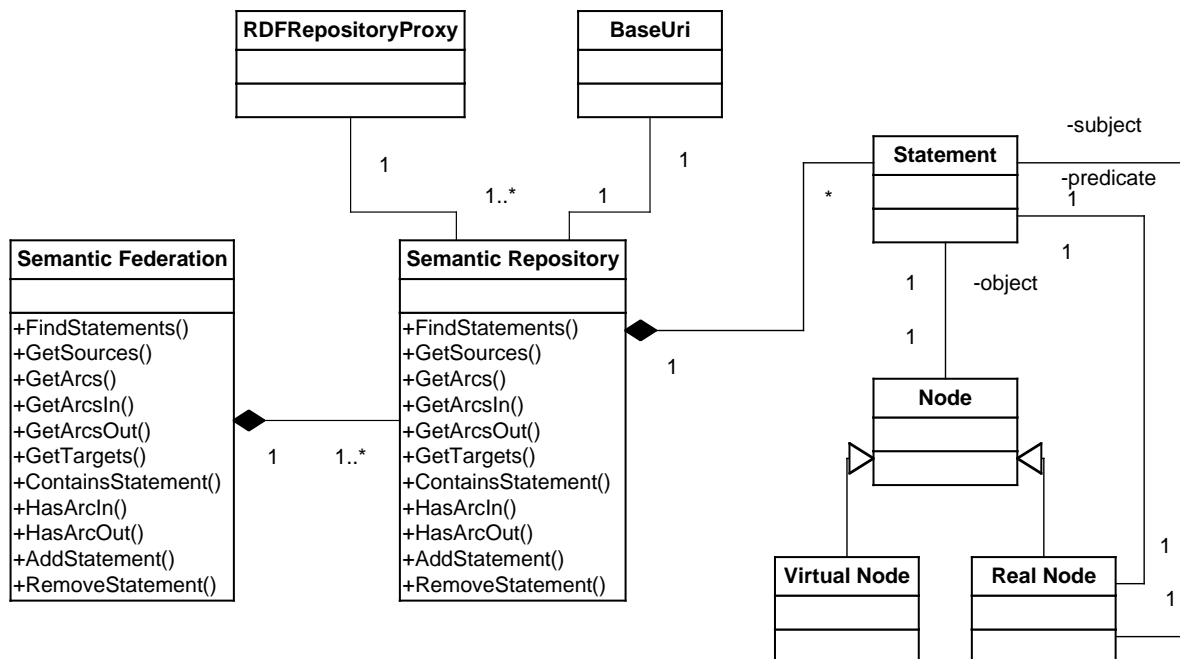 RDFRepositoryProxy
BaseUri
1
1..*
1
1
Semantic Federation
+FindStatements()
+GetSources()
+GetArcs()
+GetArcsIn()
+GetArcsOut()
+GetTargets()
+ContainsStatement()
+HasArcIn()
+HasArcOut()
+AddStatement()
+RemoveStatement()
1
1..*
Semantic Repository
+FindStatements()
+GetSources()
+GetArcs()
+GetArcsIn()
+GetArcsOut()
+GetTargets()
+ContainsStatement()
+HasArcIn()
+HasArcOut()
+AddStatement()
+RemoveStatement()
1
*
Statement
-subject
-predicate
1
1
1
-object
1
Node
Virtual Node
Real Node
1
1